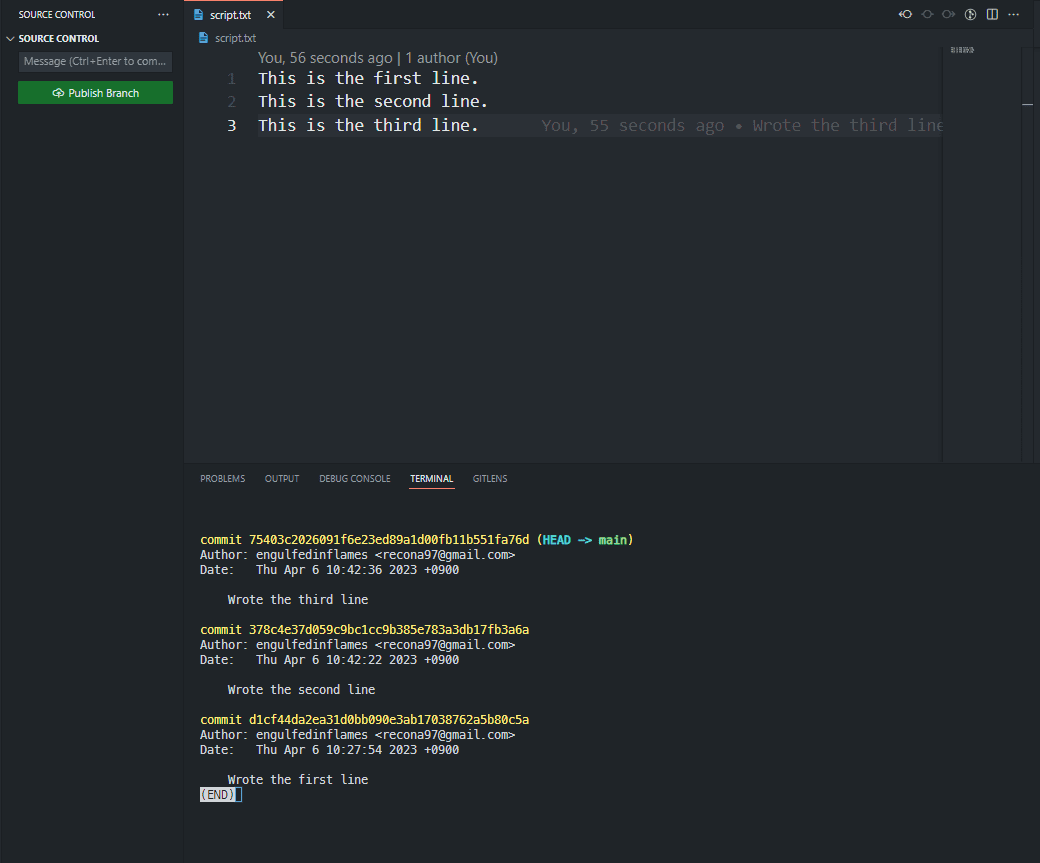 SOURCE CONTROL ···
SOURCE CONTROL
Message (Ctrl+Enter to com...
Publish Branch
script.txt
script.txt
You, 56 seconds ago | 1 author (You)
1 This is the first line.
2 This is the second line.
3 This is the third line. You, 55 seconds ago • Wrote the third line
PROBLEMS OUTPUT DEBUG CONSOLE TERMINAL GITLENS
commit 75403c2026091f6e23ed89a1d00fb11b551fa76d (HEAD -> main)
Author: engulfedinflames <recona97@gmail.com>
Date:   Thu Apr 6 10:42:36 2023 +0900
Wrote the third line
commit 378c4e37d059c9bc1cc9b385e783a3db17fb3a6a
Author: engulfedinflames <recona97@gmail.com>
Date:   Thu Apr 6 10:42:22 2023 +0900
Wrote the second line
commit d1cf44da2ea31d0bb090e3ab17038762a5b80c5a
Author: engulfedinflames <recona97@gmail.com>
Date:   Thu Apr 6 10:27:54 2023 +0900
Wrote the first line
(END)